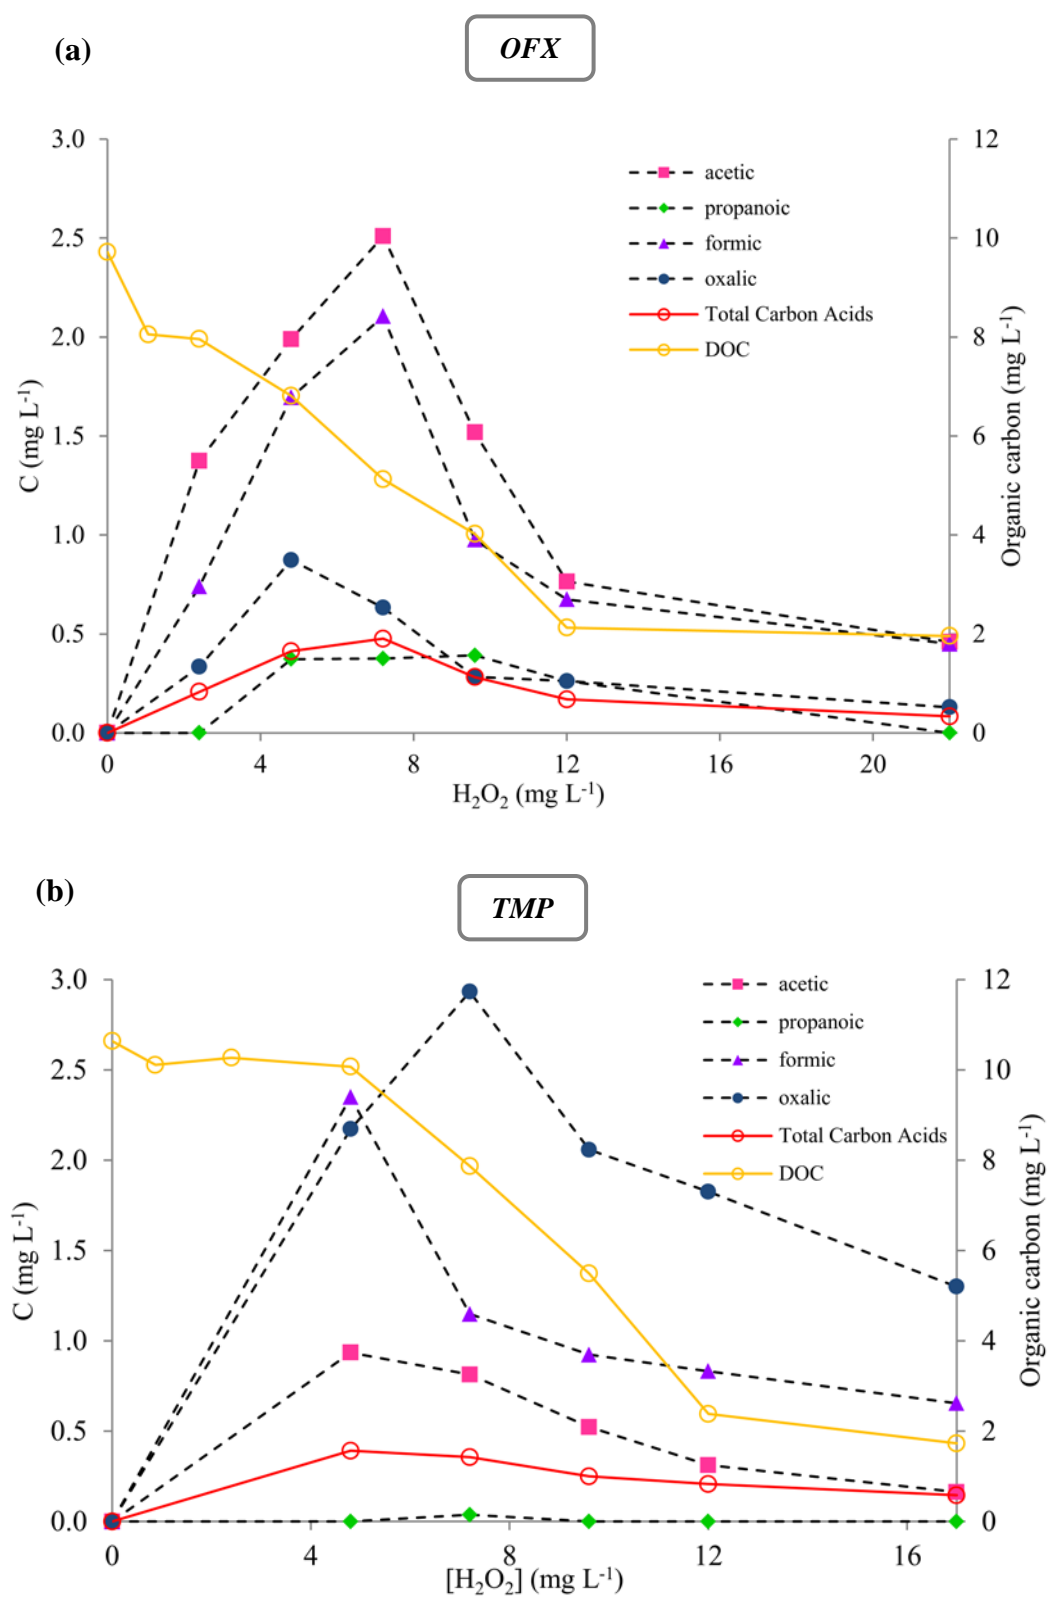 (a)
OFX
3.0
2.5
2.0
1.5
1.0
0.5
0.0
C (mg L⁻¹)
12
10
8
6
4
2
0
Organic carbon (mg L⁻¹)
acetic
propanoic
formic
oxalic
Total Carbon Acids
DOC
0 4 8 12 16 20
H₂O₂ (mg L⁻¹)
(b)
TMP
3.0
2.5
2.0
1.5
1.0
0.5
0.0
C (mg L⁻¹)
12
10
8
6
4
2
0
Organic carbon (mg L⁻¹)
acetic
propanoic
formic
oxalic
Total Carbon Acids
DOC
0 4 8 12 16
[H₂O₂] (mg L⁻¹)